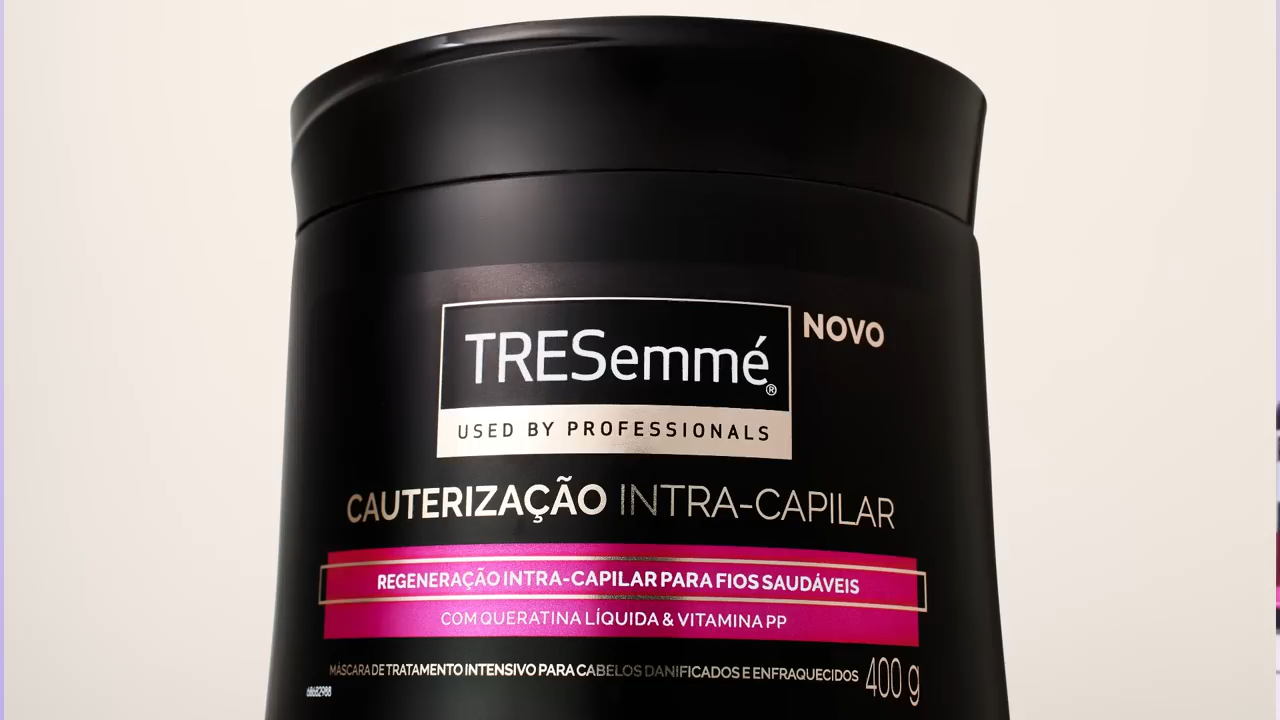 TRESemmé®
NOVO
USED BY PROFESSIONALS
CAUTERIZAÇÃO INTRA-CAPILAR
REGENERAÇÃO INTRA-CAPILAR PARA FIOS SAUDÁVEIS
COM QUERATINA LÍQUIDA & VITAMINA PP
MÁSCARA DE TRATAMENTO INTENSIVO PARA CABELOS DANIFICADOS E ENFRAQUECIDOS 400 g